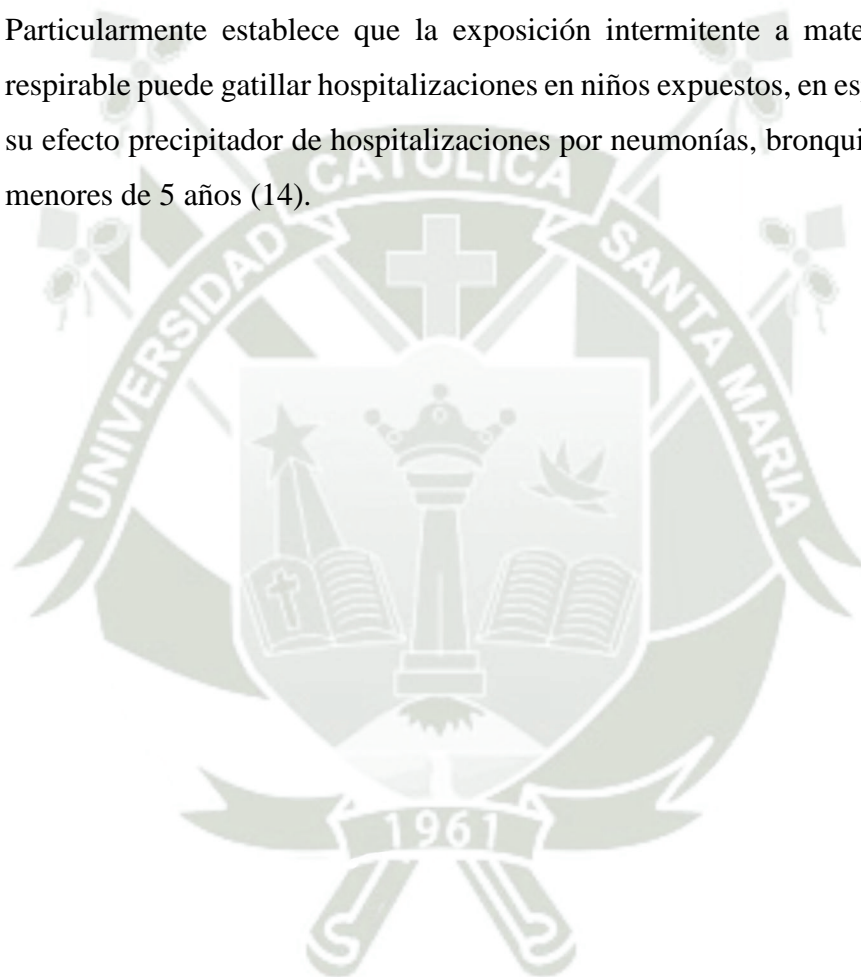 Particularmente establece que la exposición intermitente a mate
respirable puede gatillar hospitalizaciones en niños expuestos, en es
su efecto precipitador de hospitalizaciones por neumonías, bronqui
menores de 5 años (14).
UNIVERSIDAD CATOLICA SANTA MARIA
1961